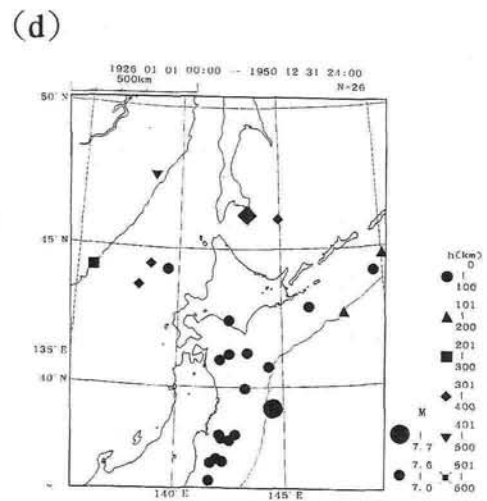 (d)
1926 01 01 00:00 -- 1950 12 31 24:00
500km
N=26
50°N
45°N
135°E
40°N
140°E
145°E
h(km)
0
|
100
101
|
200
201
|
300
301
|
400
401
|
500
501
|
600
M
|
7.7
7.6
|
7.0